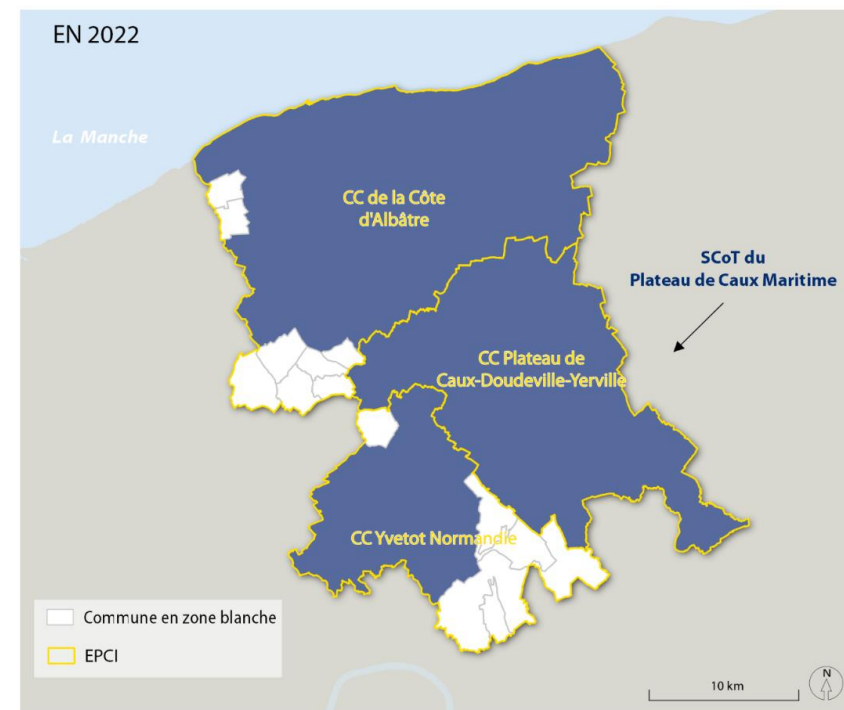 EN 2022
La Manche
CC de la Côte
d'Albâtre
SCoT du
Plateau de Caux Maritime
CC Plateau de
Caux-Doudeville-Yerville
CC Yvetot Normandie
Commune en zone blanche
EPCI
10 km
N